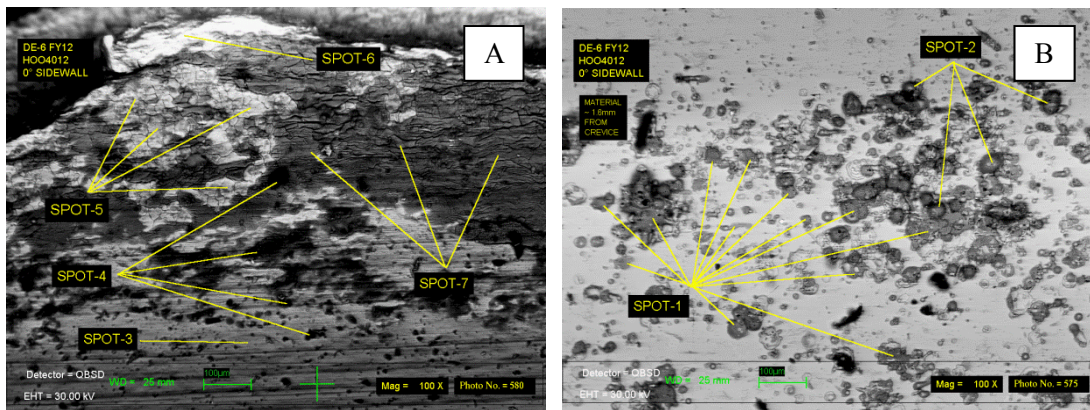 DE-6 FY12
HOO4012
0° SIDEWALL
SPOT-6
A
SPOT-5
SPOT-4
SPOT-7
SPOT-3
Detector = QBSD
WD = 25 mm
100µm
Mag = 100 X
Photo No. = 580
EHT = 30.00 kV
DE-6 FY12
HOO4012
0° SIDEWALL
SPOT-2
B
MATERIAL
~ 1.6mm
FROM
CREVICE
SPOT-1
Detector = QBSD
WD = 25 mm
100µm
Mag = 100 X
Photo No. = 575
EHT = 30.00 kV